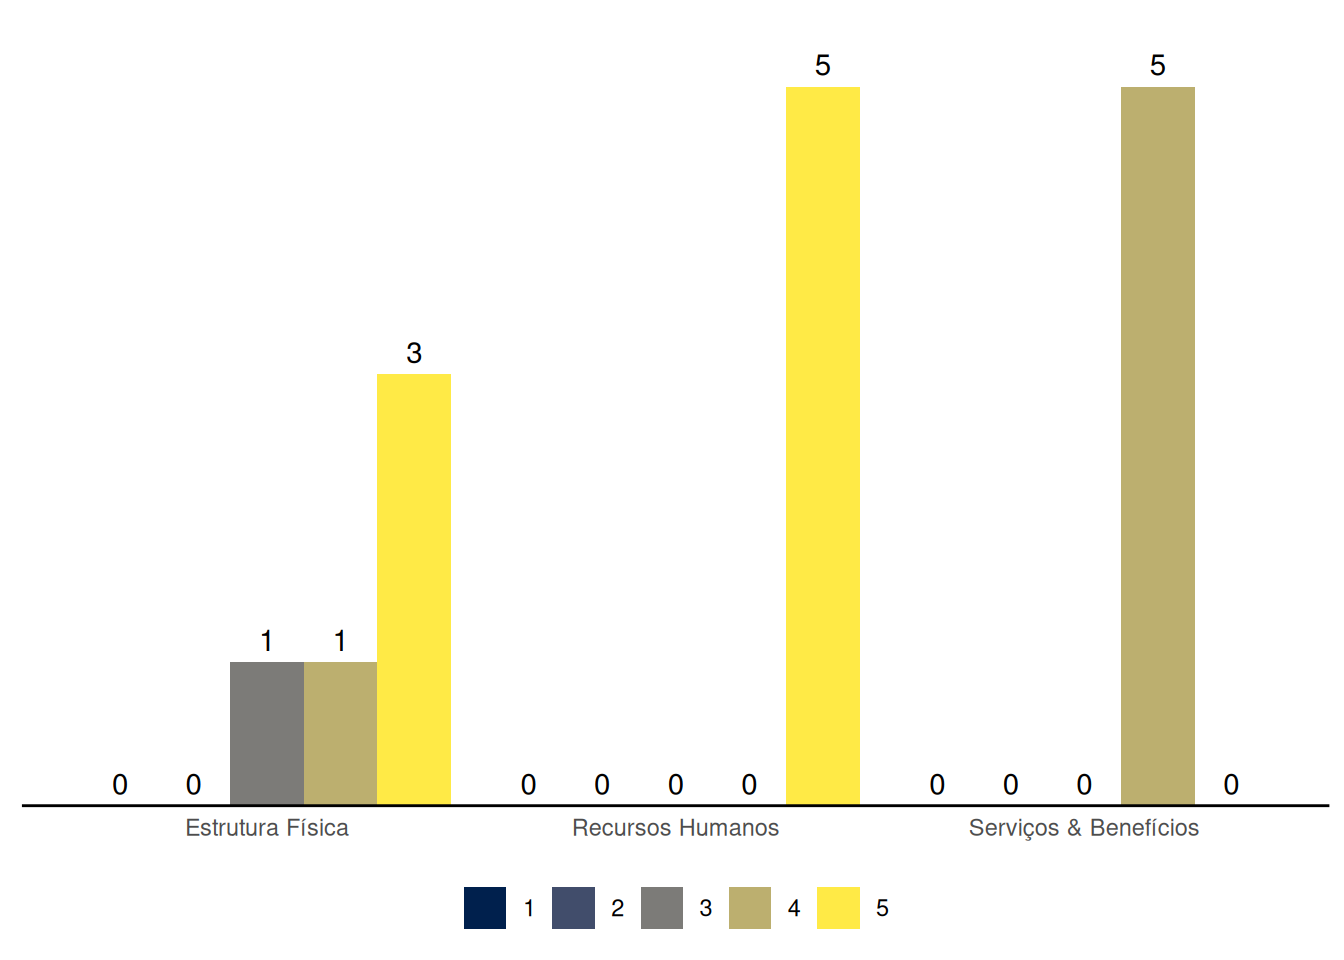 5 5
3
1 1
0 0 0 0 0 0 0 0 0 0
Estrutura Física Recursos Humanos Serviços & Benefícios
1 2 3 4 5